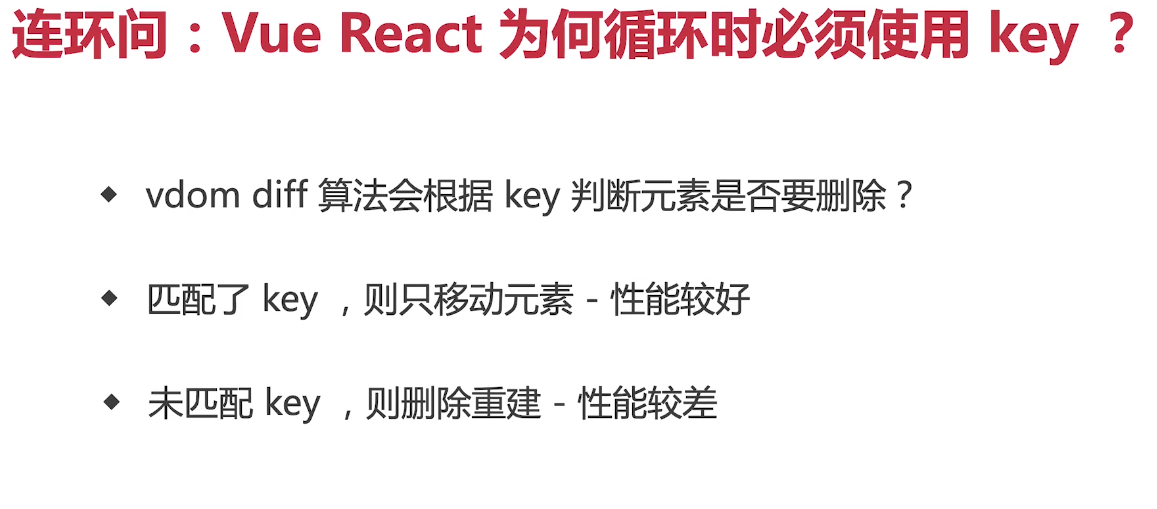 连环问：Vue React 为何循环时必须使用 key ？
◆ vdom diff 算法会根据 key 判断元素是否要删除？
◆ 匹配了 key ，则只移动元素 - 性能较好
◆ 未匹配 key ，则删除重建 - 性能较差